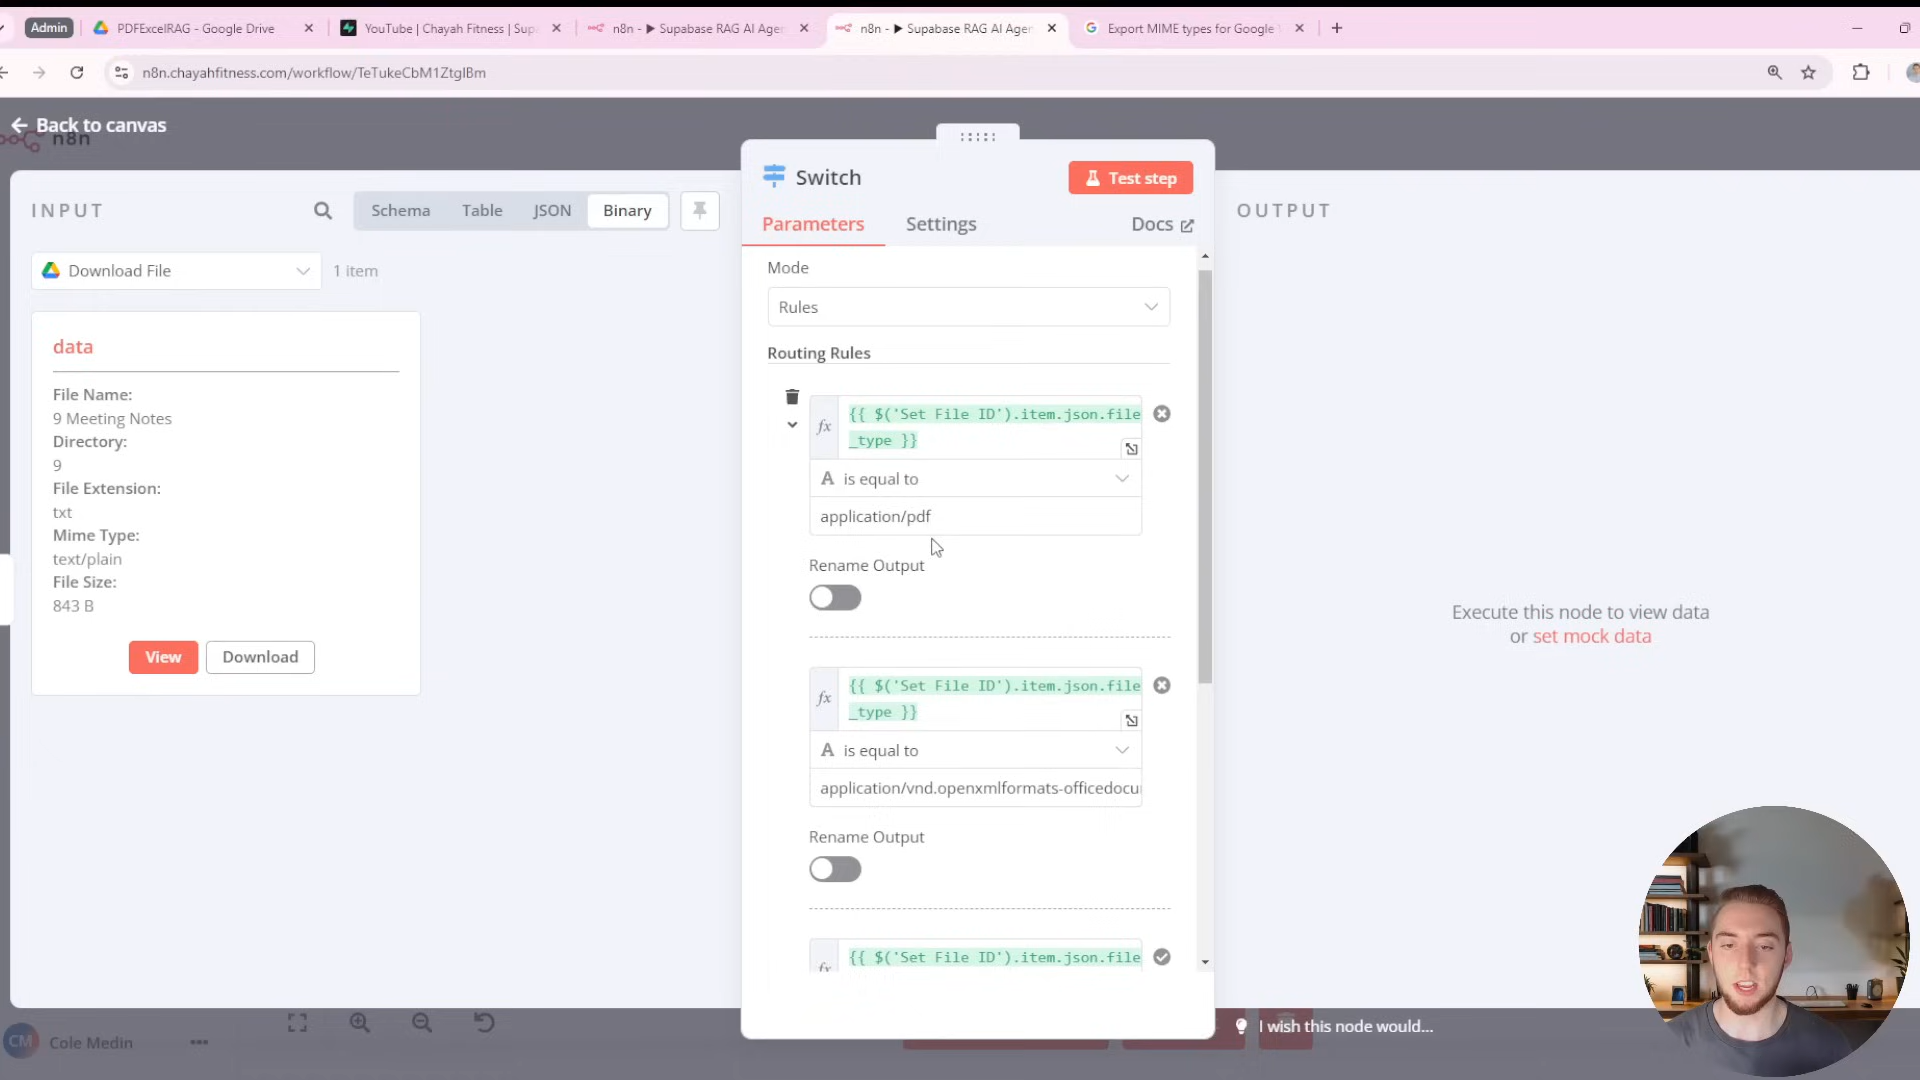 Admin
PDFExcelRAG - Google Drive
YouTube | Chayah Fitness | Sup
n8n - ▶ Supabase RAG AI Agen
n8n - ▶ Supabase RAG AI Agen
Export MIME types for Google
n8n.chayahfitness.com/workflow/TeTukeCbM1ZtgIBm
Back to canvas
n8n
INPUT
Schema
Table
JSON
Binary
Download File
1 item
data
File Name:
9 Meeting Notes
Directory:
9
File Extension:
txt
Mime Type:
text/plain
File Size:
843 B
View
Download
Switch
Test step
Parameters
Settings
Docs
Mode
Rules
Routing Rules
fx
{{ $('Set File ID').item.json.file
_type }}
A is equal to
application/pdf
Rename Output
fx
{{ $('Set File ID').item.json.file
_type }}
A is equal to
application/vnd.openxmlformats-officedocu
Rename Output
fx
{{ $('Set File ID').item.json.file
OUTPUT
Execute this node to view data
or set mock data
I wish this node would...
CM
Cole Medin